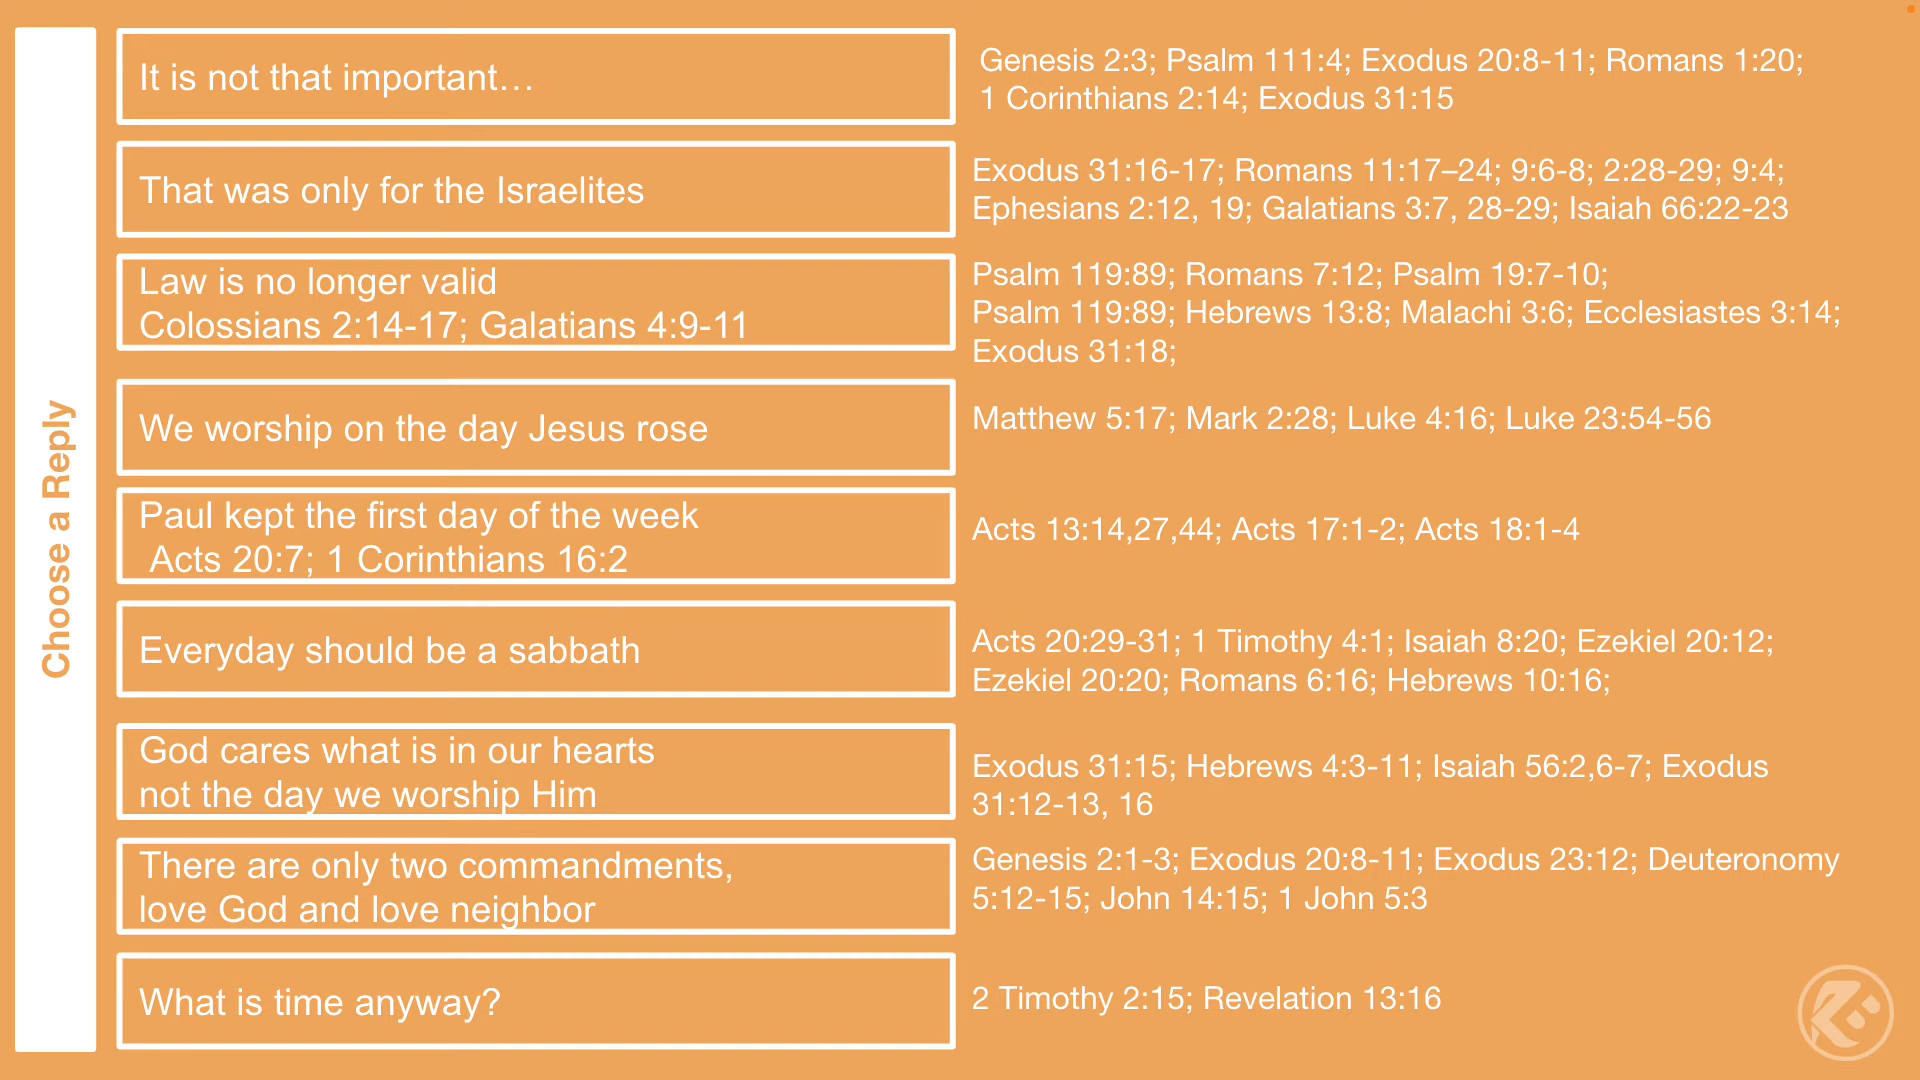 Choose a Reply
It is not that important…
Genesis 2:3; Psalm 111:4; Exodus 20:8-11; Romans 1:20;
1 Corinthians 2:14; Exodus 31:15
That was only for the Israelites
Exodus 31:16-17; Romans 11:17–24; 9:6-8; 2:28-29; 9:4;
Ephesians 2:12, 19; Galatians 3:7, 28-29; Isaiah 66:22-23
Law is no longer valid
Colossians 2:14-17; Galatians 4:9-11
Psalm 119:89; Romans 7:12; Psalm 19:7-10;
Psalm 119:89; Hebrews 13:8; Malachi 3:6; Ecclesiastes 3:14;
Exodus 31:18;
We worship on the day Jesus rose
Matthew 5:17; Mark 2:28; Luke 4:16; Luke 23:54-56
Paul kept the first day of the week
Acts 20:7; 1 Corinthians 16:2
Acts 13:14,27,44; Acts 17:1-2; Acts 18:1-4
Everyday should be a sabbath
Acts 20:29-31; 1 Timothy 4:1; Isaiah 8:20; Ezekiel 20:12;
Ezekiel 20:20; Romans 6:16; Hebrews 10:16;
God cares what is in our hearts
not the day we worship Him
Exodus 31:15; Hebrews 4:3-11; Isaiah 56:2,6-7; Exodus
31:12-13, 16
There are only two commandments,
love God and love neighbor
Genesis 2:1-3; Exodus 20:8-11; Exodus 23:12; Deuteronomy
5:12-15; John 14:15; 1 John 5:3
What is time anyway?
2 Timothy 2:15; Revelation 13:16